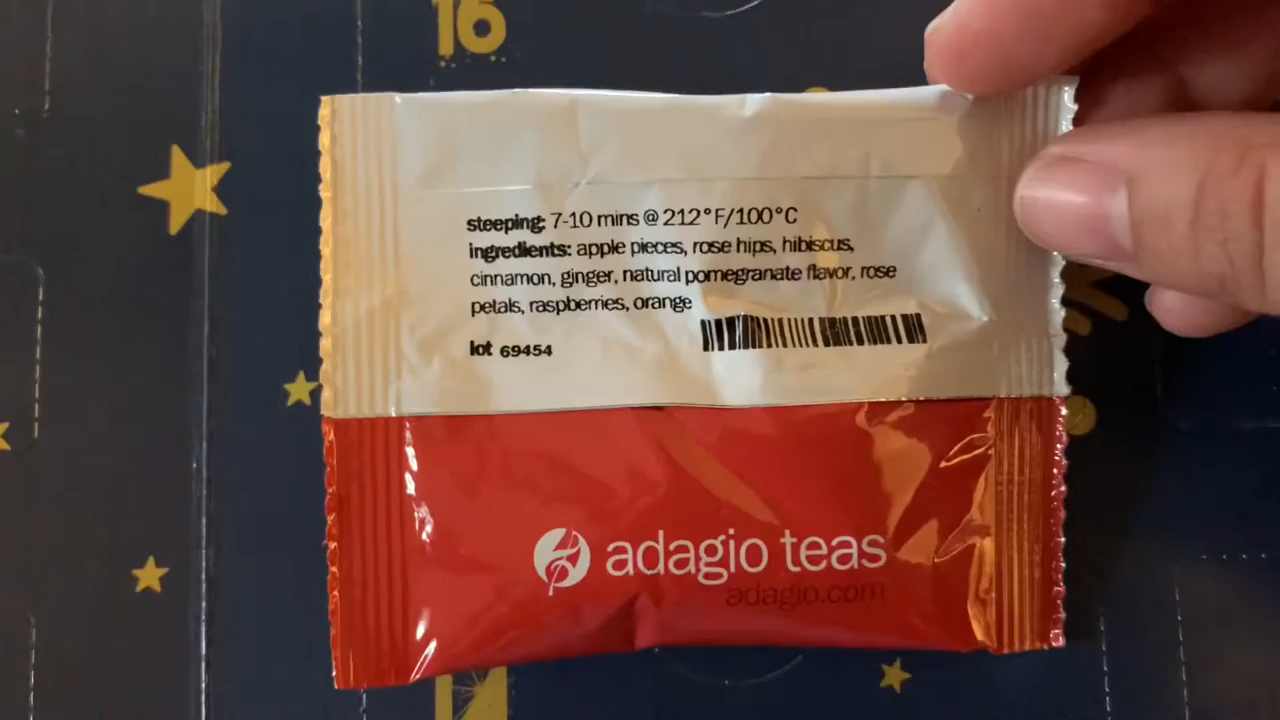 16
steeping: 7-10 mins @ 212°F/100°C
ingredients: apple pieces, rose hips, hibiscus,
cinnamon, ginger, natural pomegranate flavor, rose
petals, raspberries, orange
lot 69454
adagio teas
adagio.com